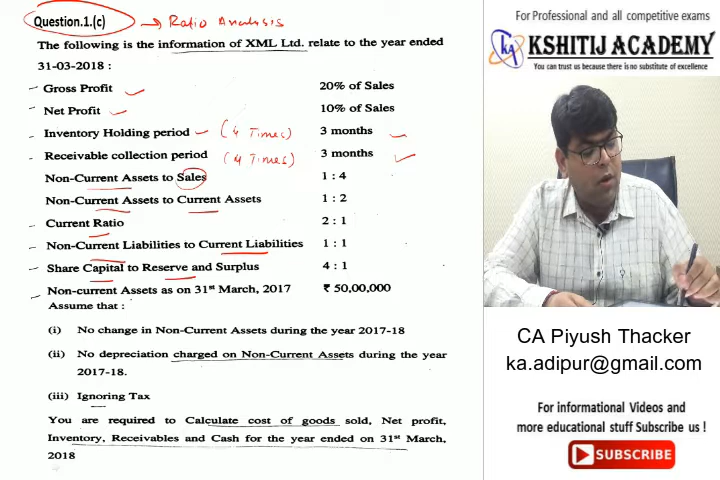 Question.1.(c) → Ratio Analysis
The following is the information of XML Ltd. relate to the year ended
31-03-2018 :
Gross Profit 20% of Sales
Net Profit 10% of Sales
Inventory Holding period (4 Times) 3 months
Receivable collection period (4 Times) 3 months
Non-Current Assets to Sales 1 : 4
Non-Current Assets to Current Assets 1 : 2
Current Ratio 2 : 1
Non-Current Liabilities to Current Liabilities 1 : 1
Share Capital to Reserve and Surplus 4 : 1
Non-current Assets as on 31st March, 2017 ₹ 50,00,000
Assume that :
(i) No change in Non-Current Assets during the year 2017-18
(ii) No depreciation charged on Non-Current Assets during the year
2017-18.
(iii) Ignoring Tax
You are required to Calculate cost of goods sold, Net profit,
Inventory, Receivables and Cash for the year ended on 31st March,
2018
For Professional and all competitive exams
KA
KSHITIJ ACADEMY
You can trust us because there is no substitute of excellence
CA Piyush Thacker
ka.adipur@gmail.com
For informational Videos and
more educational stuff Subscribe us !
SUBSCRIBE